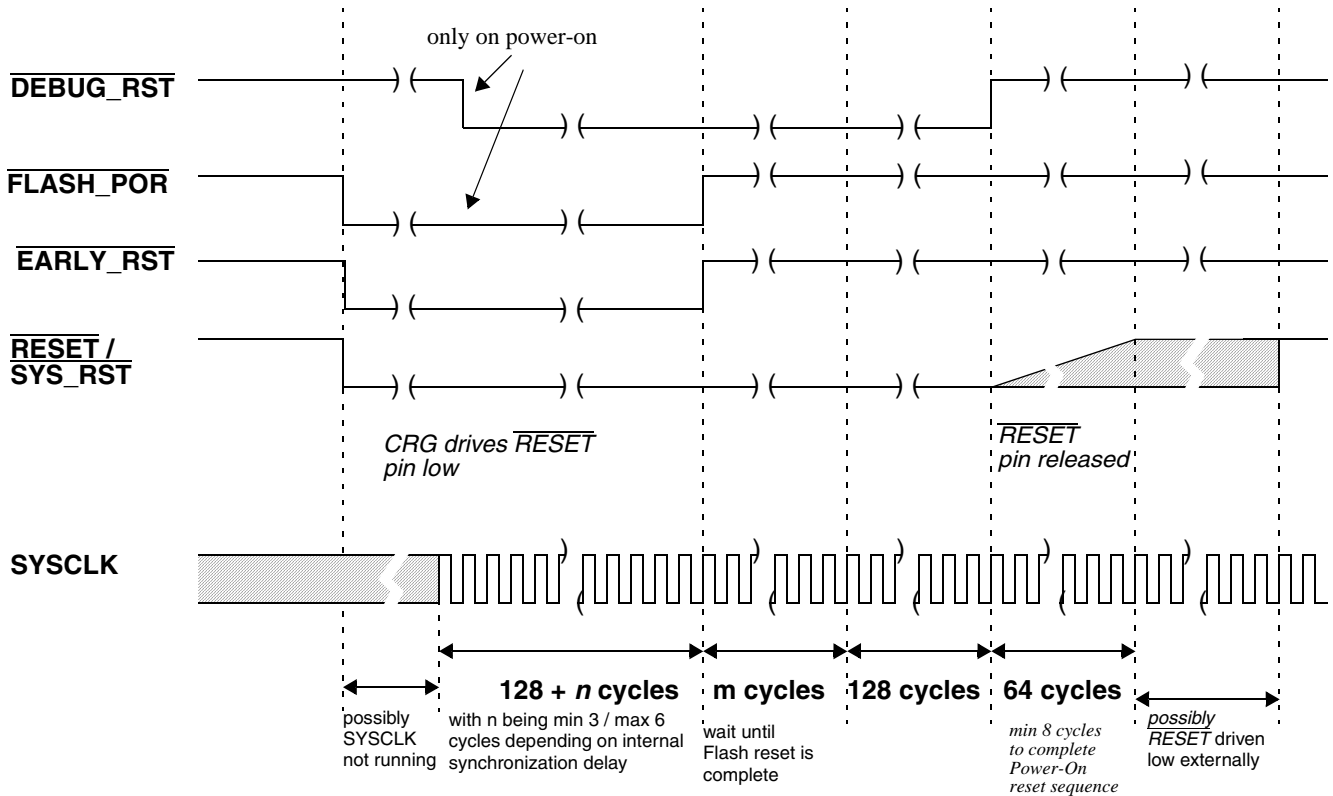 only on power-on
DEBUG_RST
FLASH_POR
EARLY_RST
RESET /
SYS_RST
CRG drives RESET
pin low
RESET
pin released
SYSCLK
128 + n cycles
m cycles
128 cycles
64 cycles
possibly
SYSCLK
not running
with n being min 3 / max 6
cycles depending on internal
synchronization delay
wait until
Flash reset is
complete
min 8 cycles
to complete
Power-On
reset sequence
possibly
RESET driven
low externally